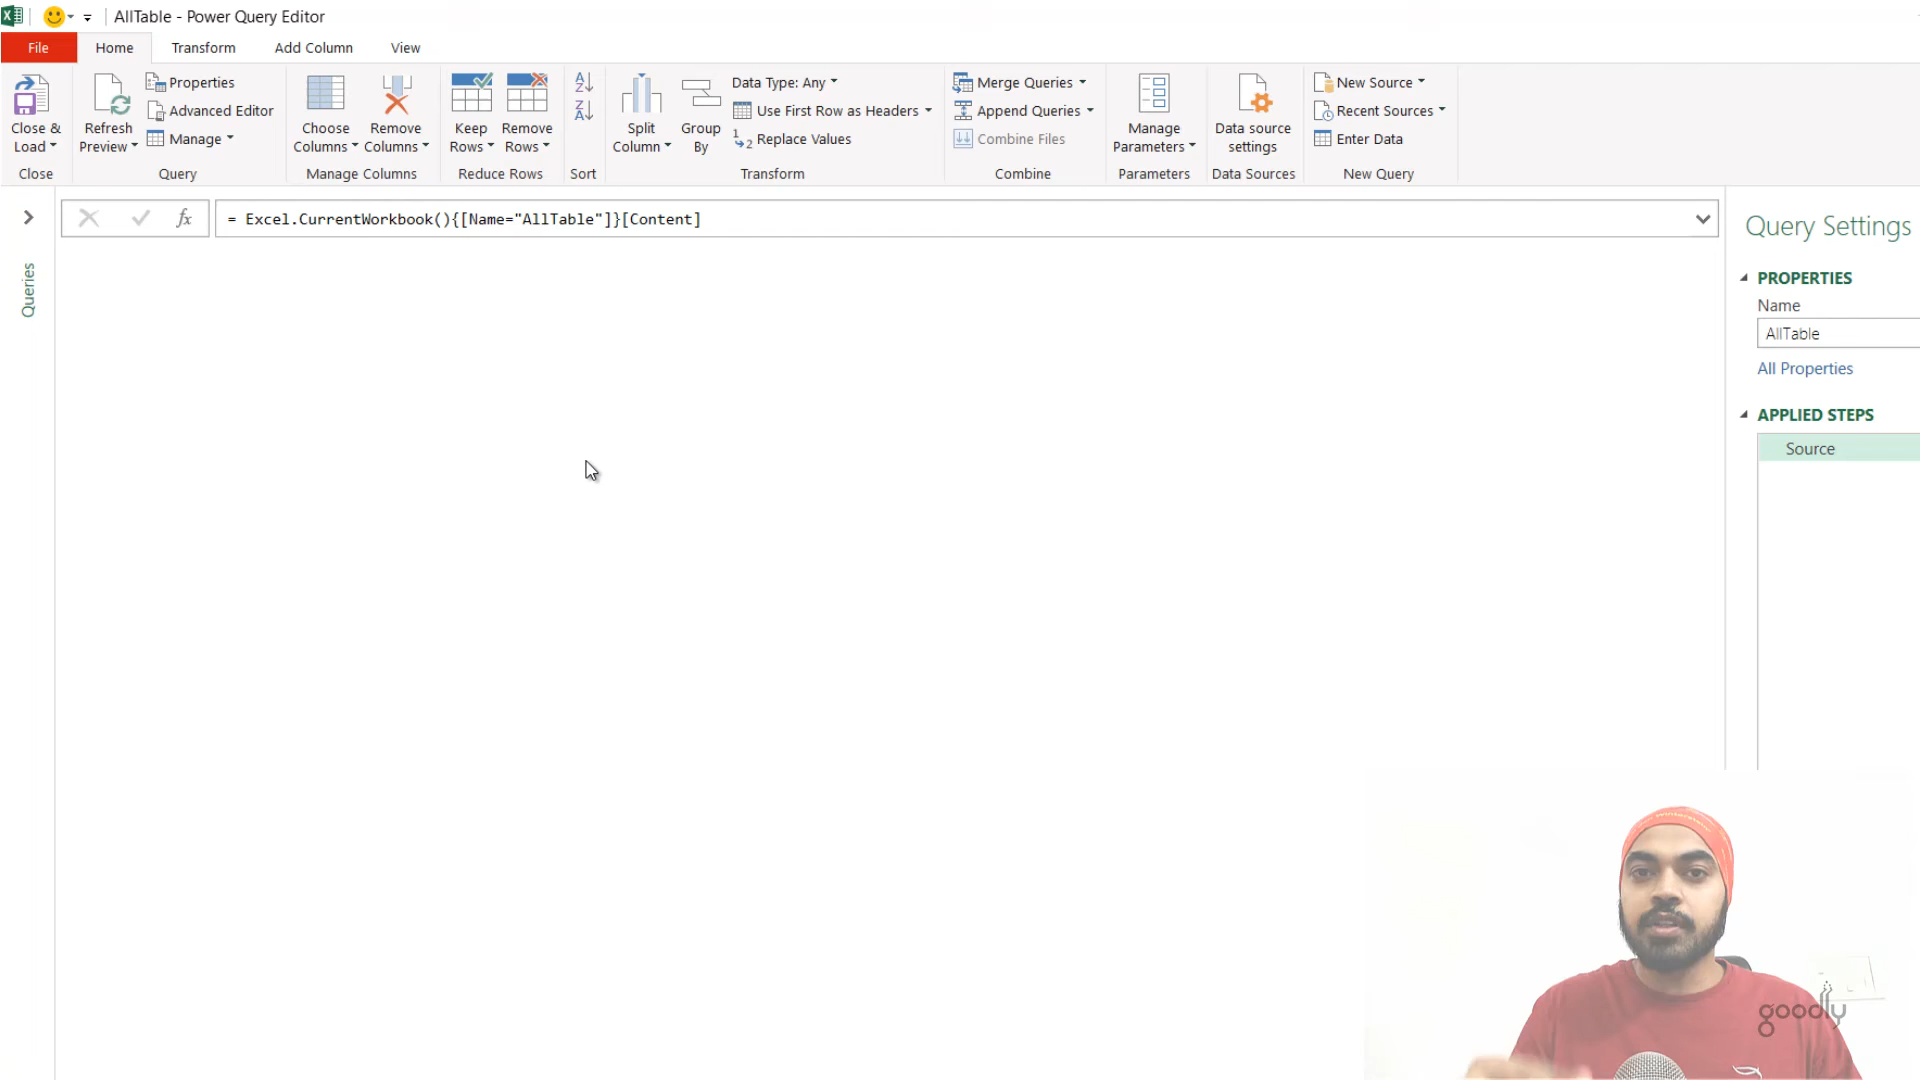 AllTable - Power Query Editor
File
Home
Transform
Add Column
View
Close &
Load
Close
Refresh
Preview
Properties
Advanced Editor
Manage
Query
Choose
Columns
Remove
Columns
Manage Columns
Keep
Rows
Remove
Rows
Reduce Rows
Sort
Split
Column
Group
By
Data Type: Any
Use First Row as Headers
Replace Values
Transform
Merge Queries
Append Queries
Combine Files
Combine
Manage
Parameters
Parameters
Data source
settings
Data Sources
New Source
Recent Sources
Enter Data
New Query
Queries
fx
= Excel.CurrentWorkbook(){[Name="AllTable"]}[Content]
Query Settings
PROPERTIES
Name
AllTable
All Properties
APPLIED STEPS
Source
goodly